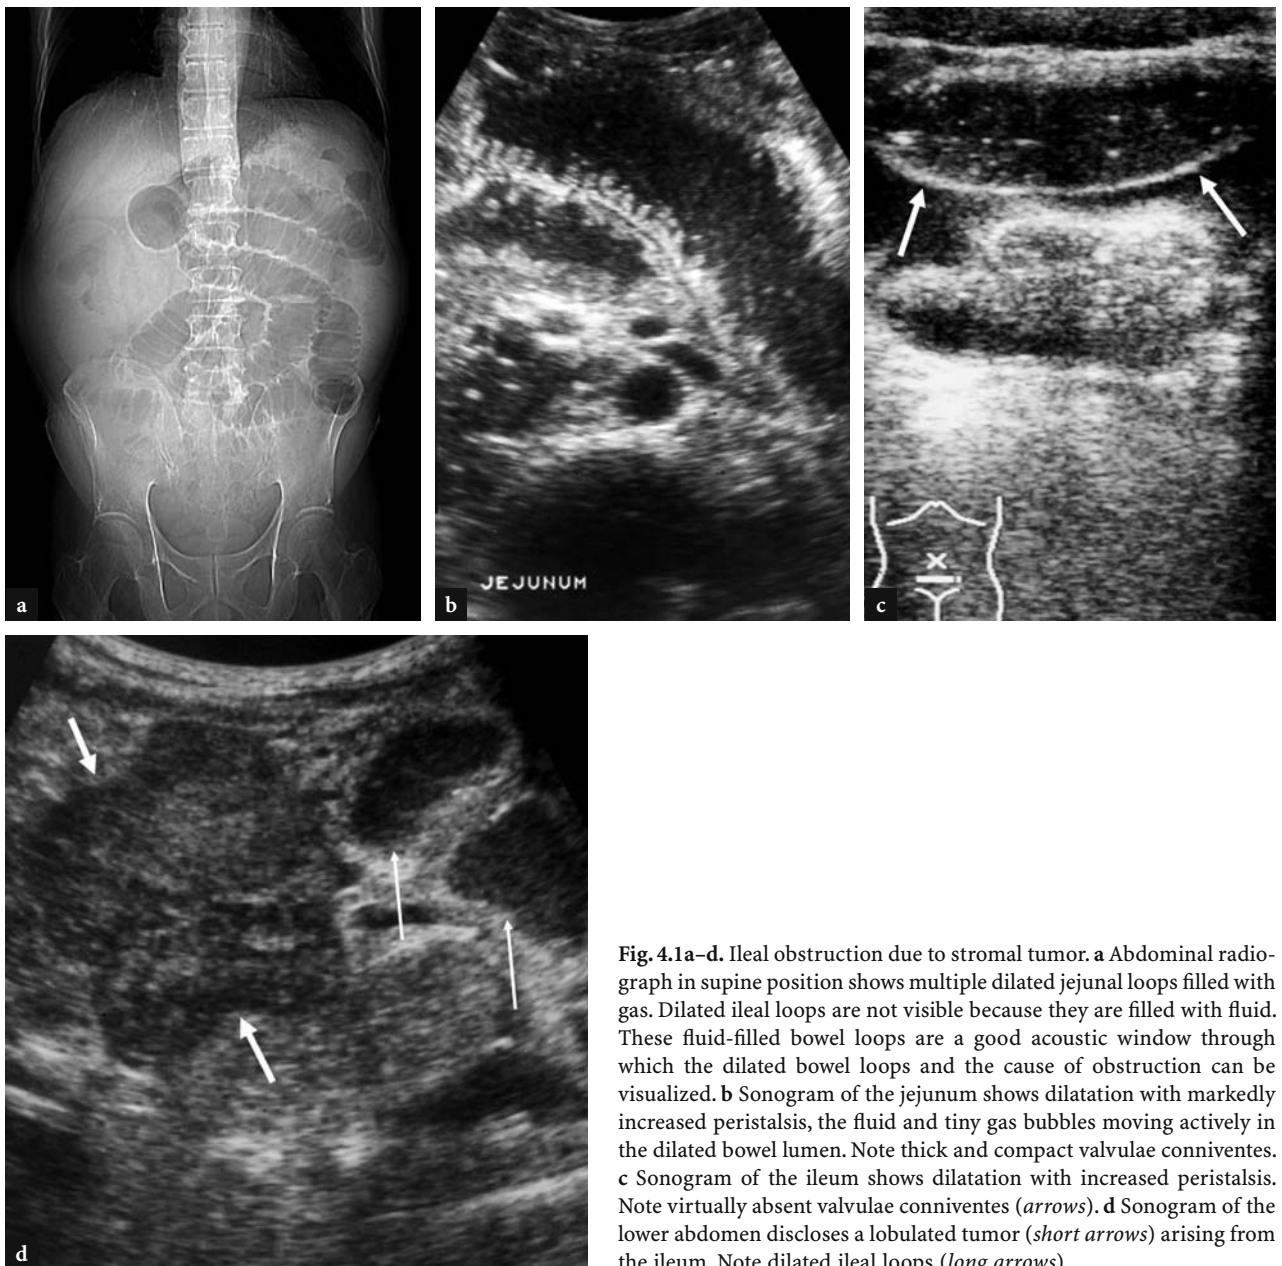 a
b
JEJUNUM
c
x
d
Fig. 4.1a–d. Ileal obstruction due to stromal tumor. a Abdominal radio-
graph in supine position shows multiple dilated jejunal loops filled with
gas. Dilated ileal loops are not visible because they are filled with fluid.
These fluid-filled bowel loops are a good acoustic window through
which the dilated bowel loops and the cause of obstruction can be
visualized. b Sonogram of the jejunum shows dilatation with markedly
increased peristalsis, the fluid and tiny gas bubbles moving actively in
the dilated bowel lumen. Note thick and compact valvulae conniventes.
c Sonogram of the ileum shows dilatation with increased peristalsis.
Note virtually absent valvulae conniventes (arrows). d Sonogram of the
lower abdomen discloses a lobulated tumor (short arrows) arising from
the ileum. Note dilated ileal loops (long arrows)